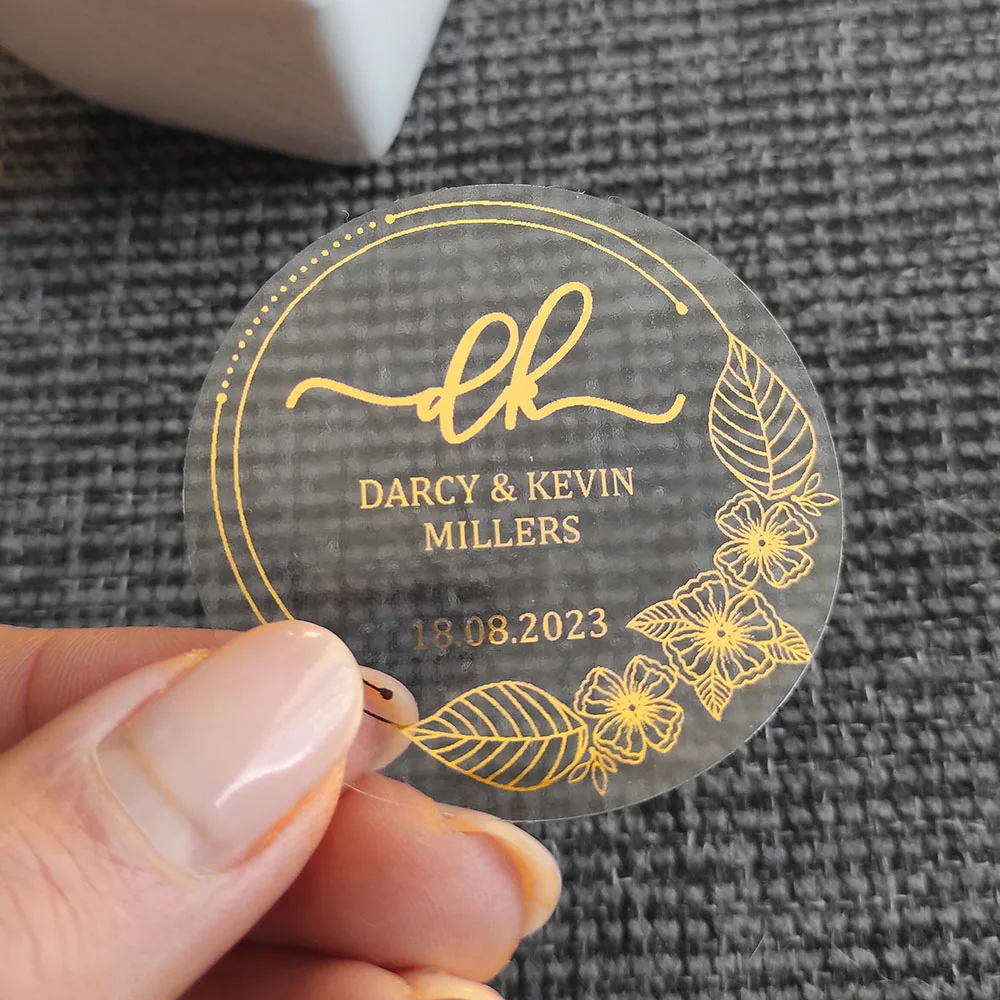 dk
DARCY & KEVIN
MILLERS
18.08.2023